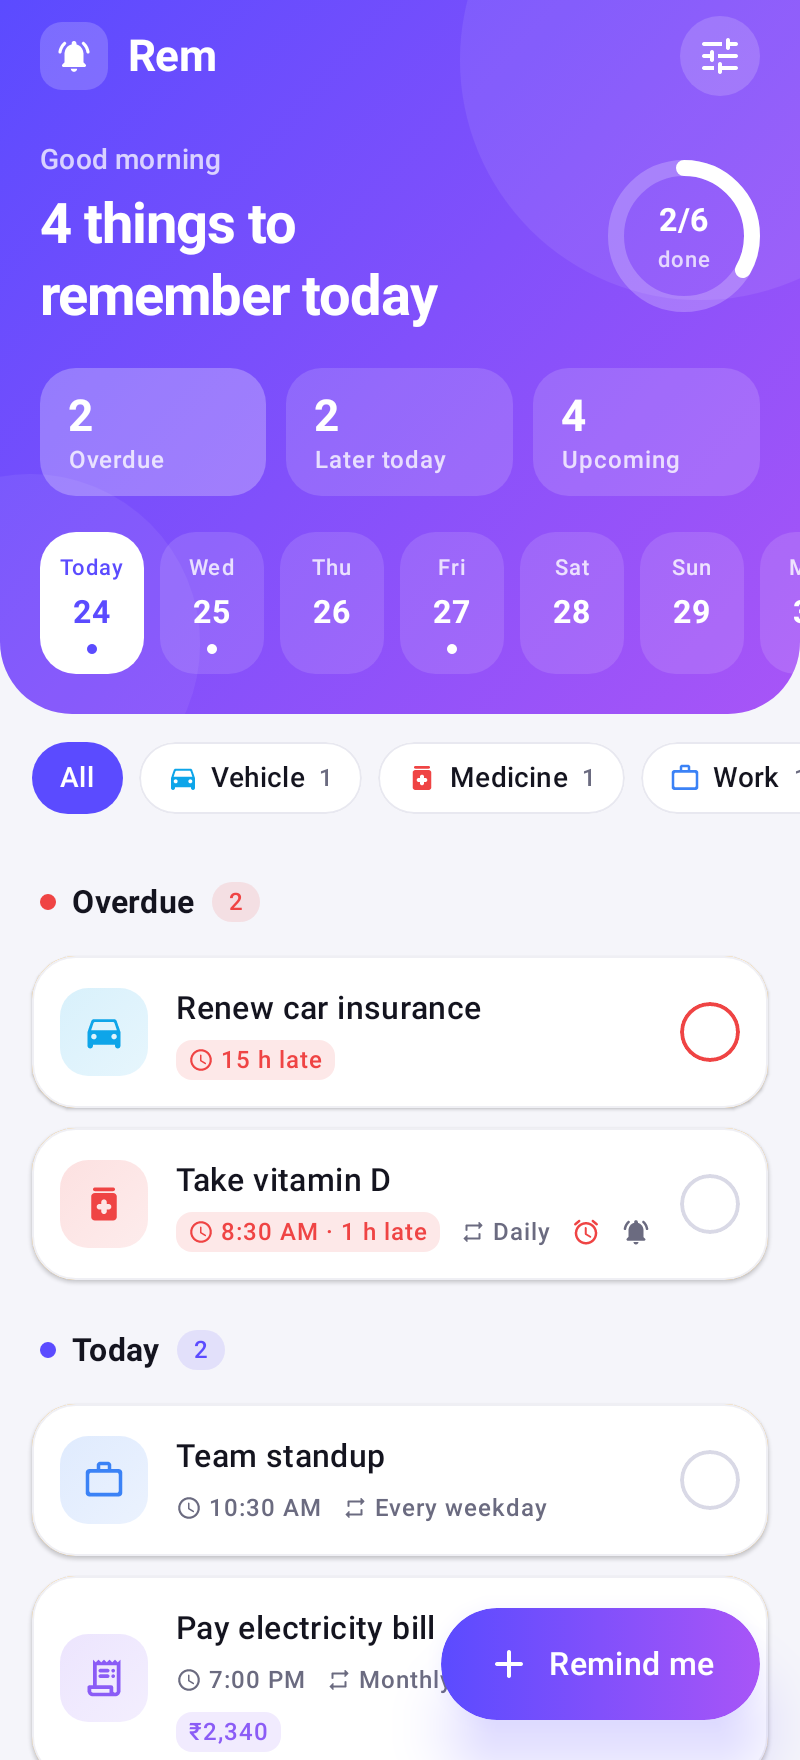 Rem
Good morning
4 things to
remember today
2/6
done
2
Overdue
2
Later today
4
Upcoming
Today
24
Wed
25
Thu
26
Fri
27
Sat
28
Sun
29
All
Vehicle 1
Medicine 1
Work
Overdue 2
Renew car insurance
15 h late
Take vitamin D
8:30 AM · 1 h late Daily
Today 2
Team standup
10:30 AM Every weekday
Pay electricity bill
7:00 PM Monthly
₹2,340
Remind me